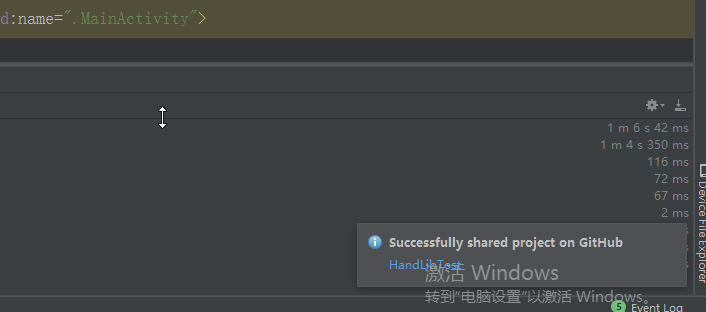 d:name=".MainActivity">
1 m 6 s 42 ms
1 m 4 s 350 ms
116 ms
72 ms
67 ms
2 ms
Device File Explorer
Successfully shared project on GitHub
HandLibTest
激活 Windows
转到"电脑设置"以激活 Windows。
5 Event Log